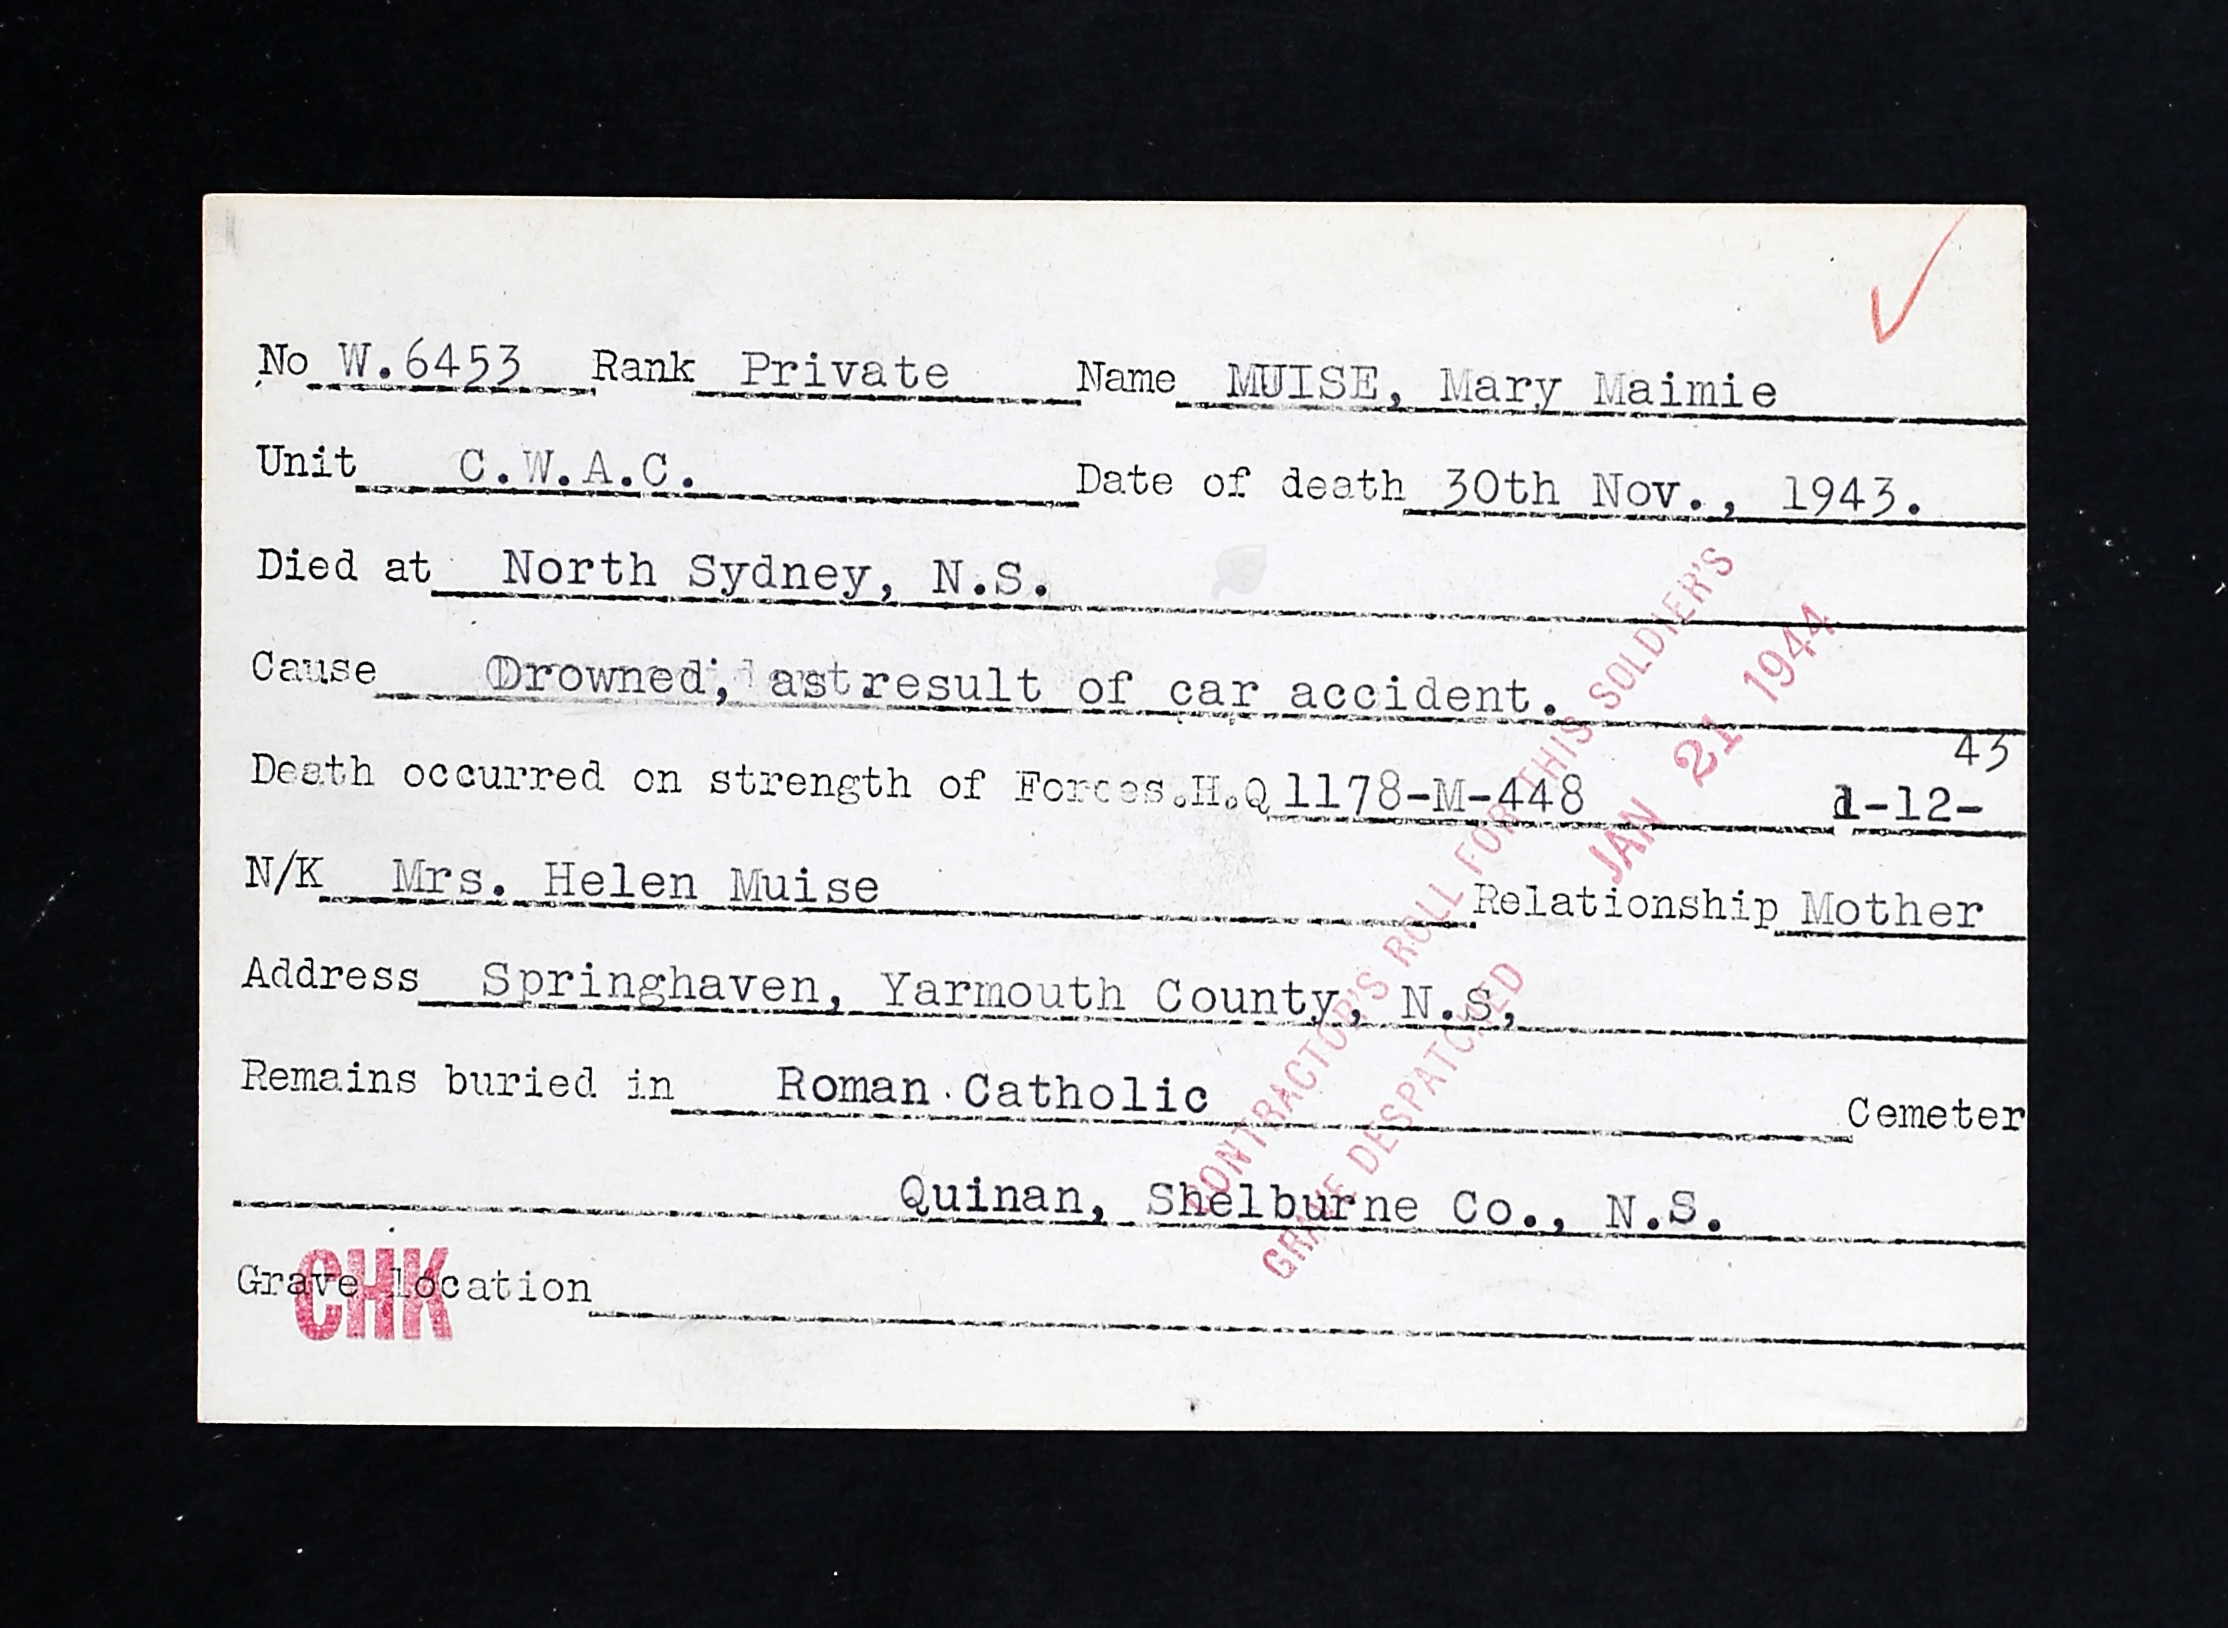 No W.6453 Rank Private Name MUISE, Mary Maimie
Unit C.W.A.C. Date of death 30th Nov., 1943.
Died at North Sydney, N.S.
Cause Drowned, as result of car accident.
43
Death occurred on strength of Forces.H.Q 1178-M-448 1-12-
N/K Mrs. Helen Muise Relationship Mother
Address Springhaven, Yarmouth County, N.S,
Remains buried in Roman Catholic Cemeter
Quinan, Shelburne Co., N.S.
Grave location
CHK
CONTRACTOR'S ROLL FOR THIS SOLDIER'S
GRAVE DESPATCHED JAN 21 1944